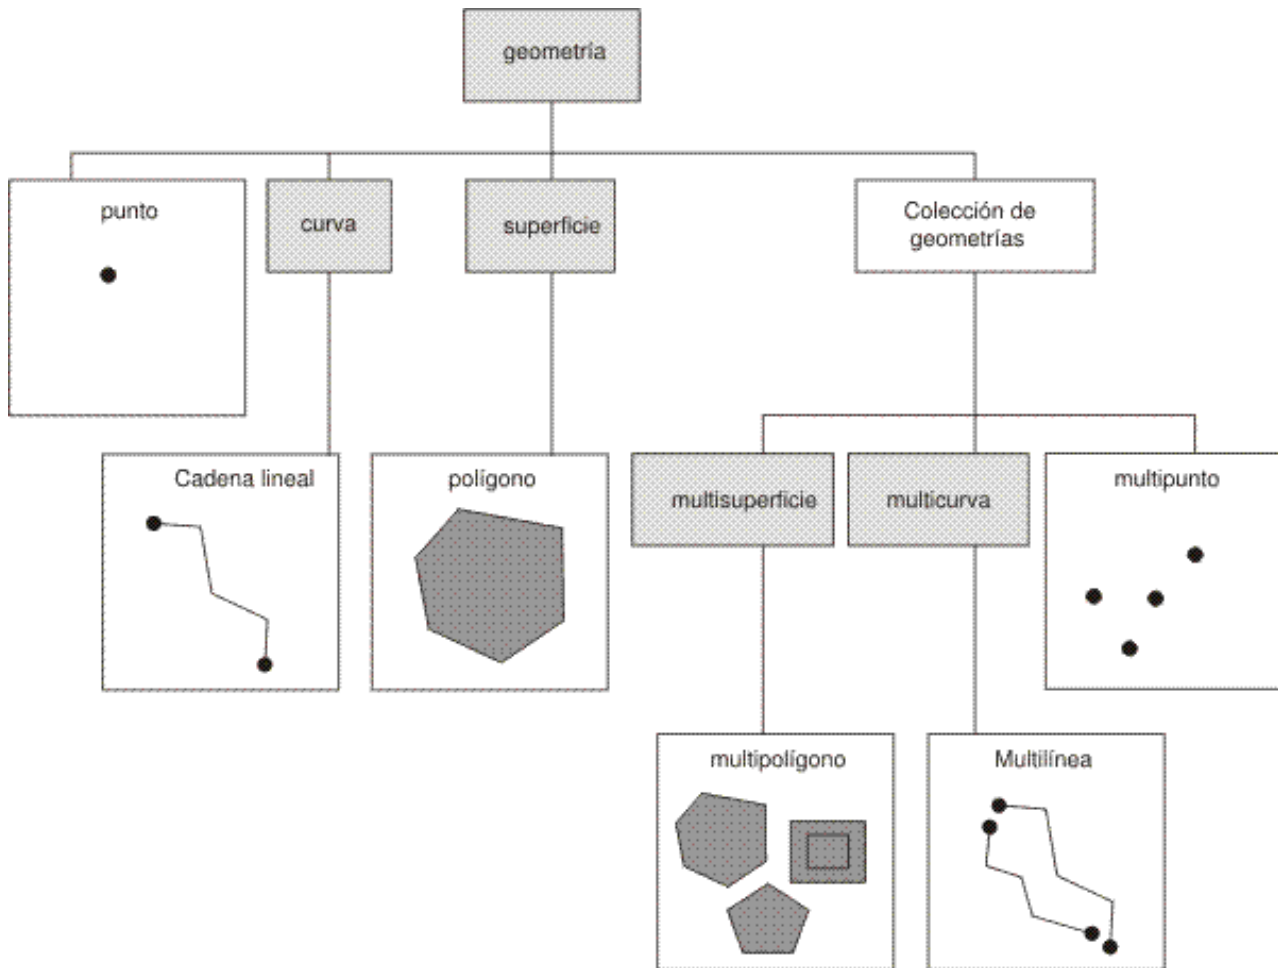 geometría
punto
curva
superficie
Colección de
geometrías
Cadena lineal
polígono
multisuperficie
multicurva
multipunto
multipolígono
Multilínea